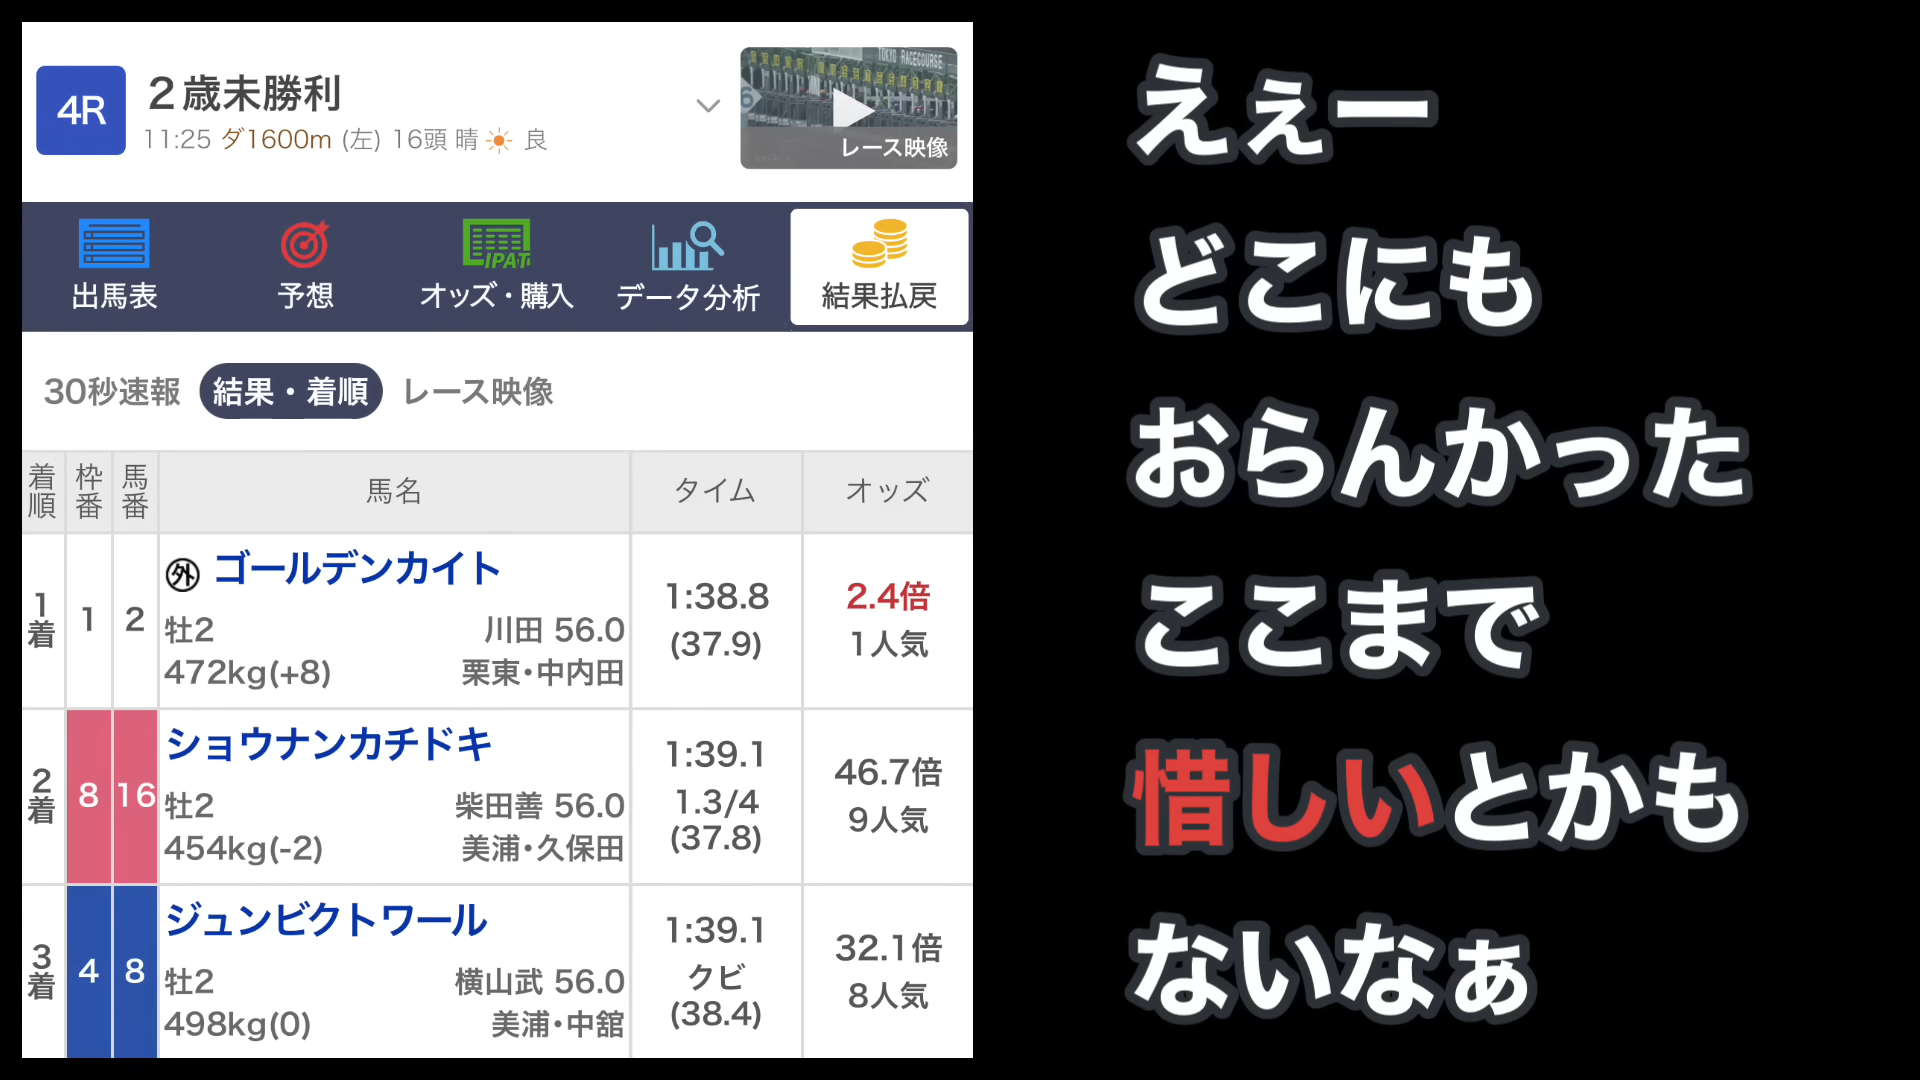 4R
２歳未勝利
11:25 ダ1600m (左) 16頭 晴 良
TOKYO RACECOURSE
レース映像
出馬表
予想
IPAT
オッズ・購入
データ分析
結果払戻
30秒速報 結果・着順 レース映像
着順 枠番 馬番 馬名 タイム オッズ
1着 1 2
外 ゴールデンカイト
牡2 川田 56.0
472kg(+8) 栗東・中内田
1:38.8
(37.9)
2.4倍
1人気
2着 8 16
ショウナンカチドキ
牡2 柴田善 56.0
454kg(-2) 美浦・久保田
1:39.1
1.3/4
(37.8)
46.7倍
9人気
3着 4 8
ジュンビクトワール
牡2 横山武 56.0
498kg(0) 美浦・中舘
1:39.1
クビ
(38.4)
32.1倍
8人気
えぇー
どこにも
おらんかった
ここまで
惜しいとかも
ないなぁ